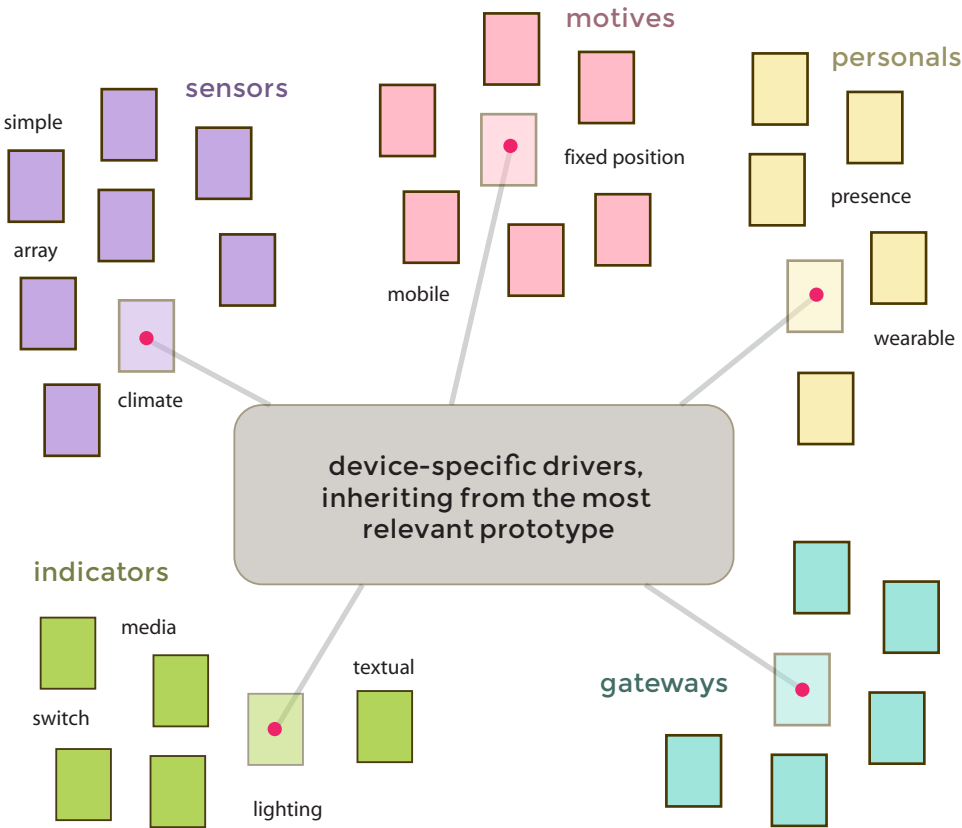 motives
personals
sensors
simple
fixed position
presence
array
mobile
wearable
climate
device-specific drivers,
inheriting from the most
relevant prototype
indicators
media
textual
gateways
switch
lighting